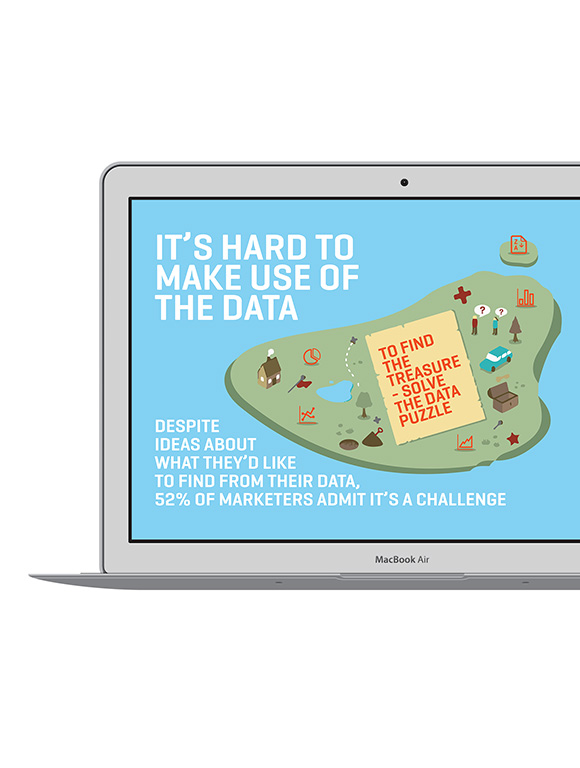 IT'S HARD TO
MAKE USE OF
THE DATA
TO FIND
THE
TREASURE
- SOLVE
THE DATA
PUZZLE
DESPITE
IDEAS ABOUT
WHAT THEY'D LIKE
TO FIND FROM THEIR DATA,
52% OF MARKETERS ADMIT IT'S A CHALLENGE
? ?
MacBook Air